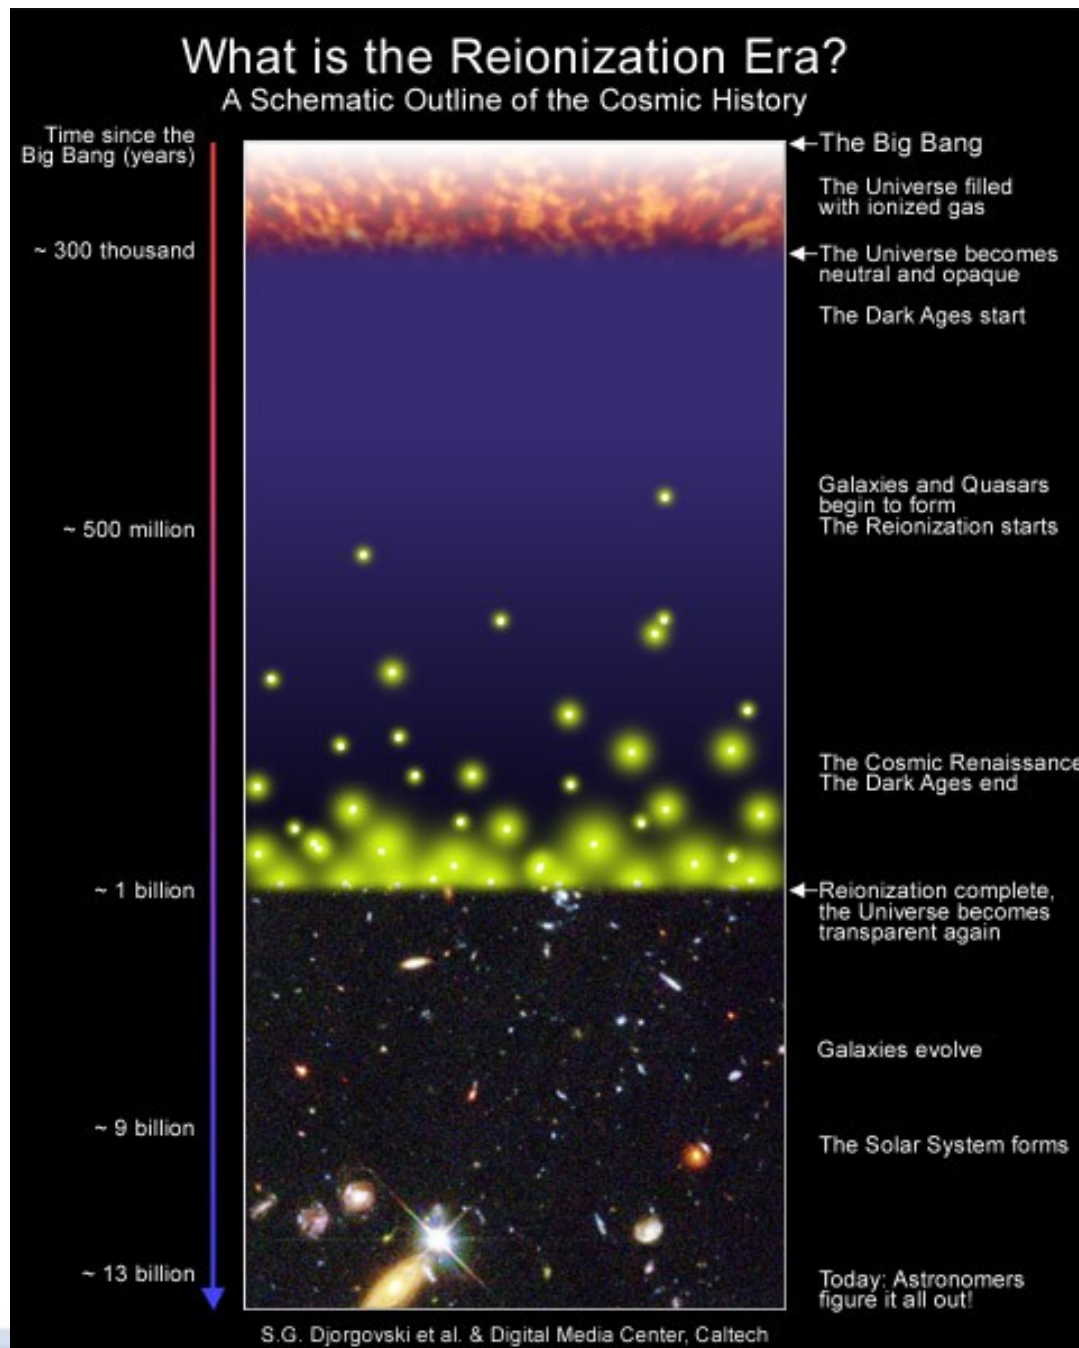 What is the Reionization Era?
A Schematic Outline of the Cosmic History
Time since the
Big Bang (years)
The Big Bang
The Universe filled
with ionized gas
~ 300 thousand
The Universe becomes
neutral and opaque
The Dark Ages start
Galaxies and Quasars
begin to form
The Reionization starts
~ 500 million
The Cosmic Renaissance
The Dark Ages end
~ 1 billion
Reionization complete,
the Universe becomes
transparent again
Galaxies evolve
~ 9 billion
The Solar System forms
~ 13 billion
Today: Astronomers
figure it all out!
S.G. Djorgovski et al. & Digital Media Center, Caltech